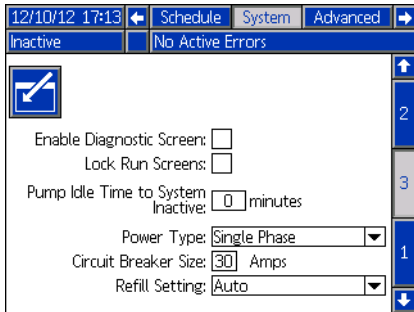 12/10/12 17:13 Schedule System Advanced
Inactive No Active Errors
2
Enable Diagnostic Screen:
Lock Run Screens:
3
Pump Idle Time to System
Inactive: 0 minutes
Power Type: Single Phase
1
Circuit Breaker Size: 30 Amps
Refill Setting: Auto